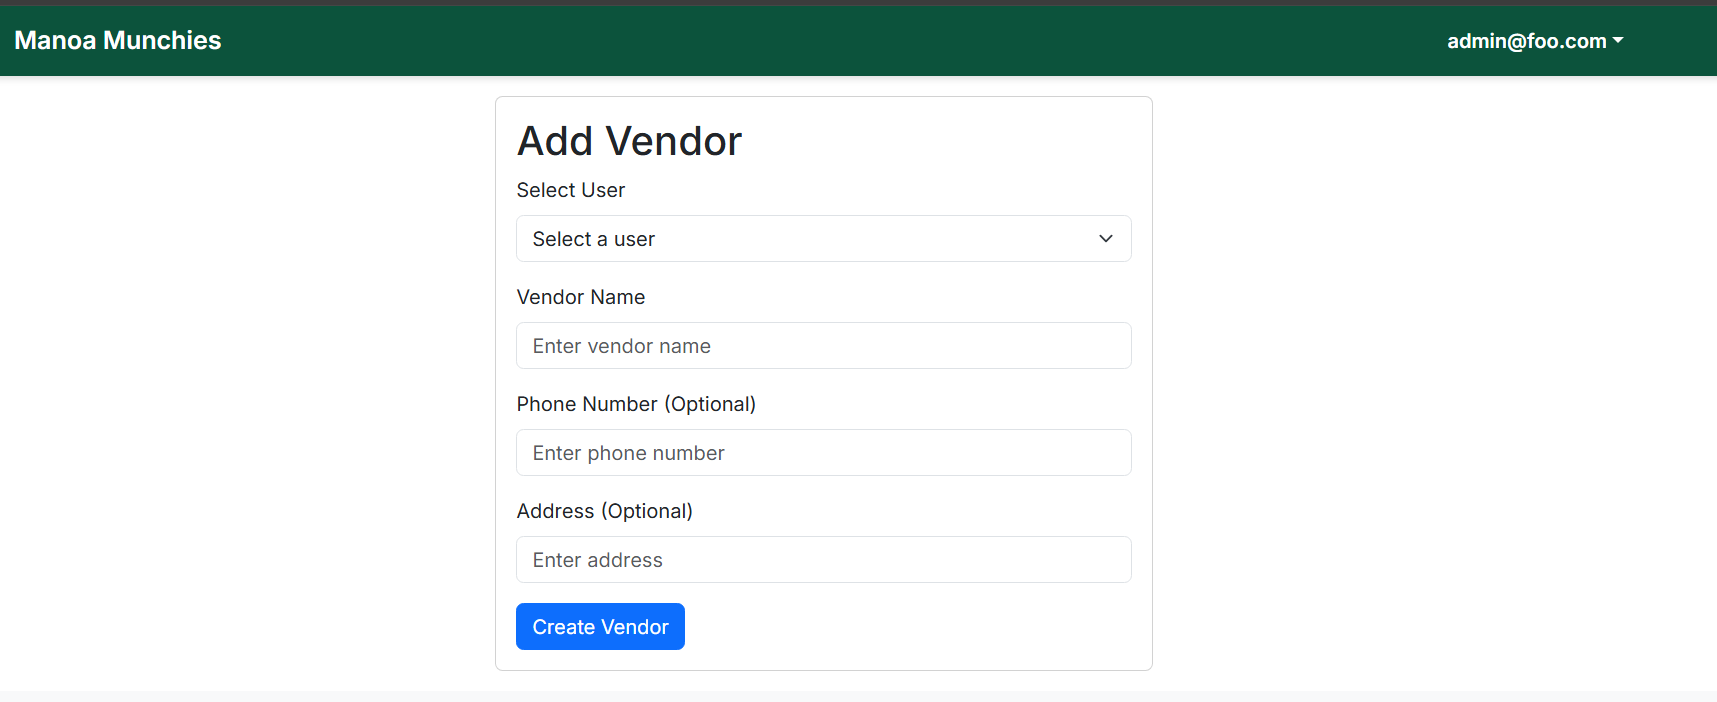 Manoa Munchies
admin@foo.com
Add Vendor
Select User
Select a user
Vendor Name
Enter vendor name
Phone Number (Optional)
Enter phone number
Address (Optional)
Enter address
Create Vendor